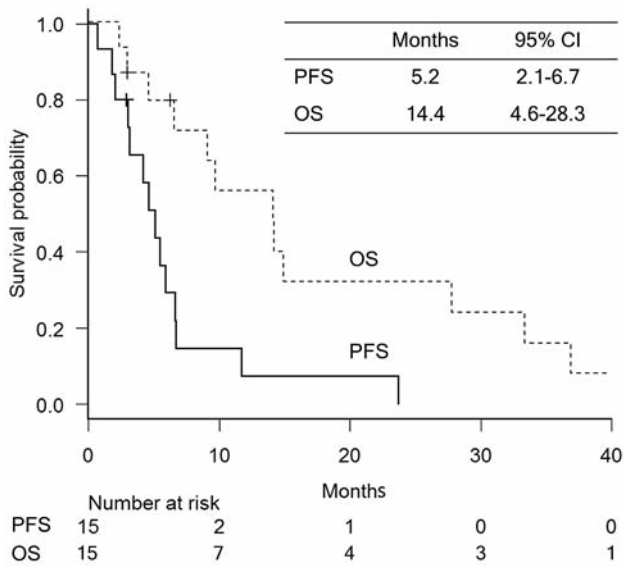 Months 95% CI
PFS 5.2 2.1-6.7
OS 14.4 4.6-28.3
Survival probability
1.0
0.8
0.6
0.4
0.2
0.0
OS
PFS
0 10 20 30 40
Months
Number at risk
PFS 15 2 1 0 0
OS 15 7 4 3 1